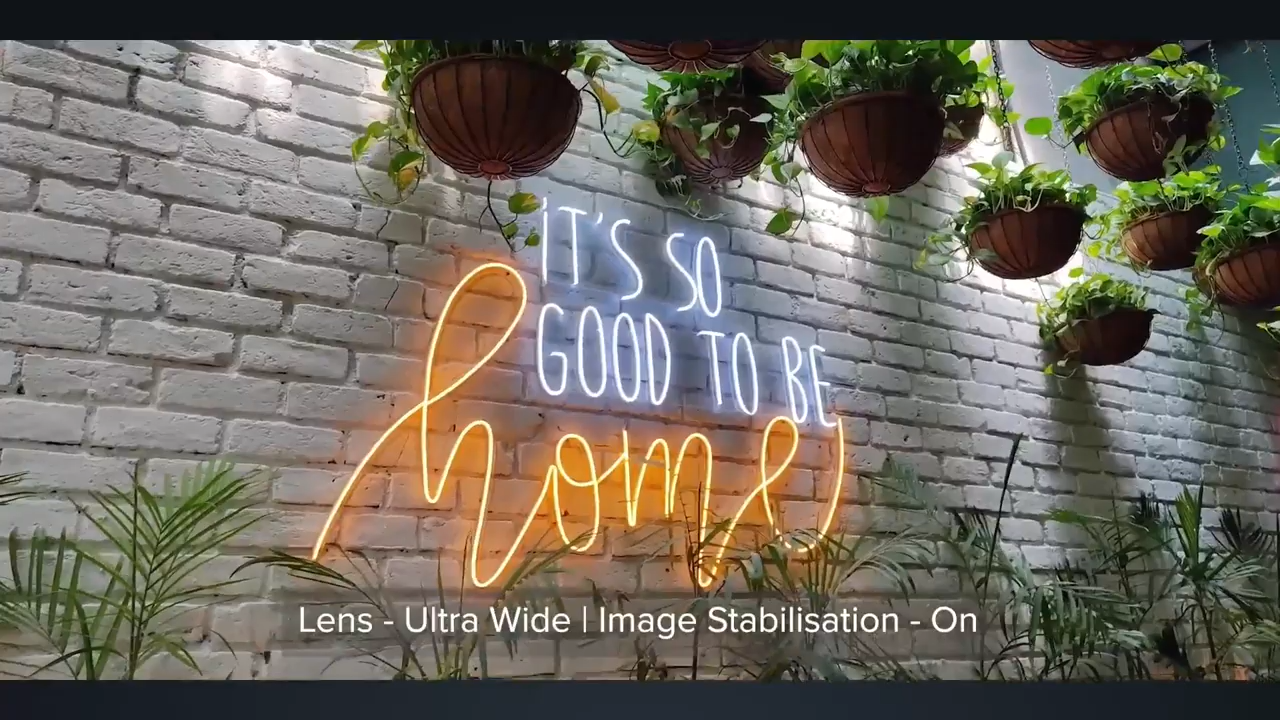 IT'S SO
GOOD TO BE
home
Lens - Ultra Wide | Image Stabilisation - On